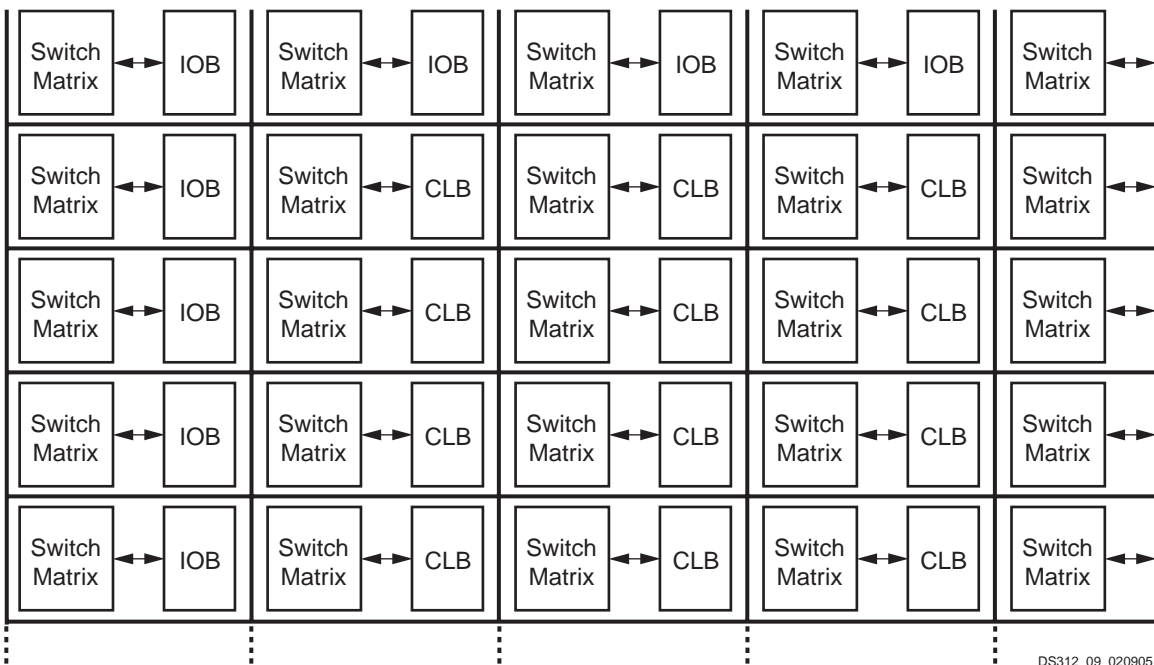 Switch
Matrix
IOB
Switch
Matrix
IOB
Switch
Matrix
IOB
Switch
Matrix
IOB
Switch
Matrix
Switch
Matrix
IOB
Switch
Matrix
CLB
Switch
Matrix
CLB
Switch
Matrix
CLB
Switch
Matrix
Switch
Matrix
IOB
Switch
Matrix
CLB
Switch
Matrix
CLB
Switch
Matrix
CLB
Switch
Matrix
Switch
Matrix
IOB
Switch
Matrix
CLB
Switch
Matrix
CLB
Switch
Matrix
CLB
Switch
Matrix
Switch
Matrix
IOB
Switch
Matrix
CLB
Switch
Matrix
CLB
Switch
Matrix
CLB
Switch
Matrix
DS312_09_020905